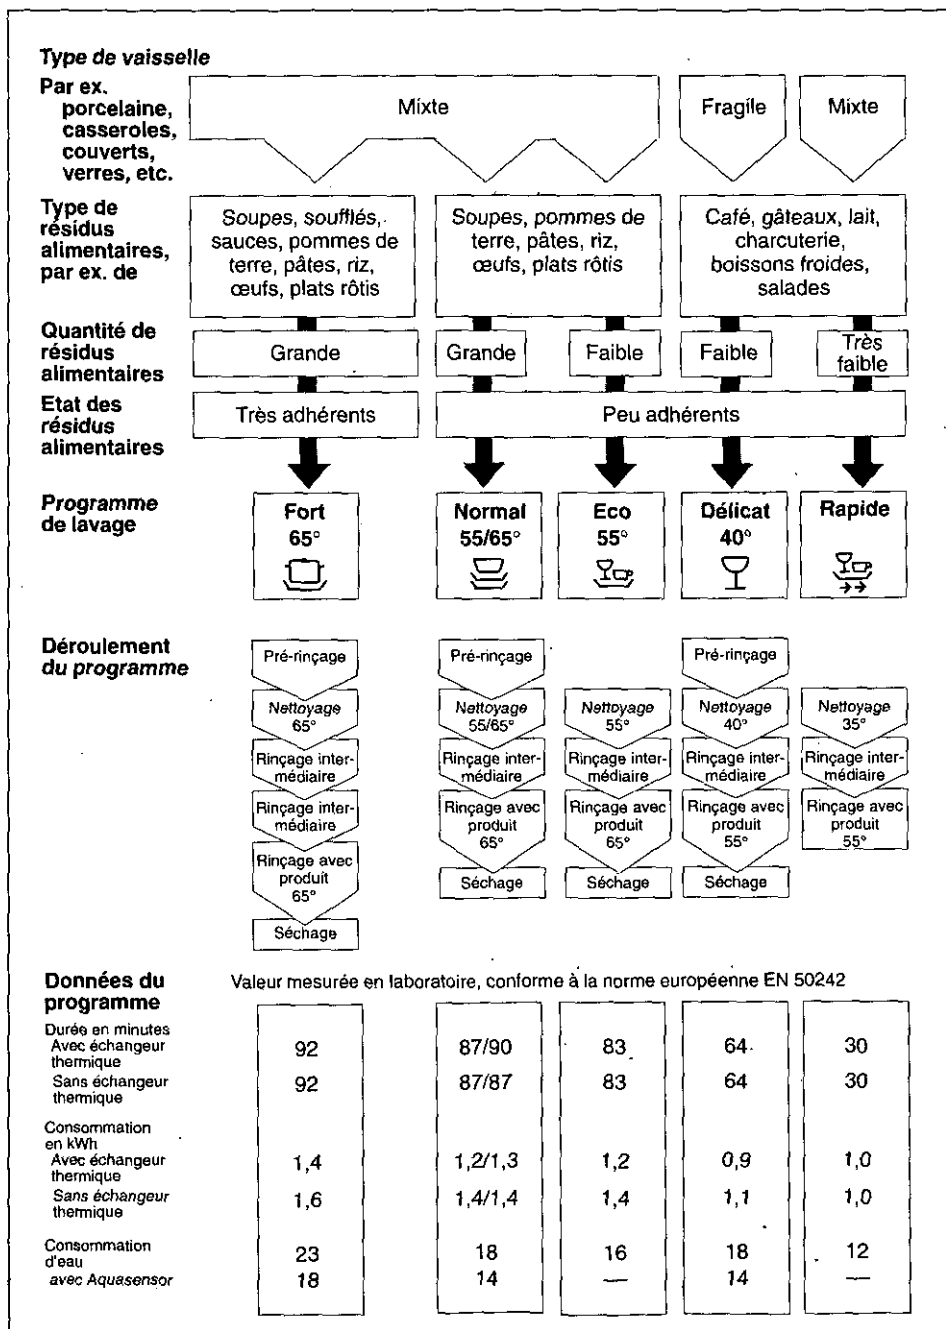 Type de vaisselle
Par ex.
porcelaine,
casseroles,
couverts,
verres, etc.
Mixte
Fragile
Mixte
Type de
résidus
alimentaires,
par ex. de
Soupes, soufflés,
sauces, pommes de
terre, pâtes, riz,
œufs, plats rôtis
Soupes, pommes de
terre, pâtes, riz,
œufs, plats rôtis
Café, gâteaux, lait,
charcuterie,
boissons froides,
salades
Quantité de
résidus
alimentaires
Grande
Grande
Faible
Faible
Très
faible
Etat des
résidus
alimentaires
Très adhérents
Peu adhérents
Programme
de lavage
Fort
65°
Normal
55/65°
Eco
55°
Délicat
40°
Rapide
Déroulement
du programme
Pré-rinçage
Nettoyage
65°
Rinçage inter-
médiaire
Rinçage inter-
médiaire
Rinçage avec
produit
65°
Séchage
Pré-rinçage
Nettoyage
55/65°
Rinçage inter-
médiaire
Rinçage avec
produit
65°
Séchage
Nettoyage
55°
Rinçage inter-
médiaire
Rinçage avec
produit
65°
Séchage
Pré-rinçage
Nettoyage
40°
Rinçage inter-
médiaire
Rinçage avec
produit
55°
Séchage
Nettoyage
35°
Rinçage inter-
médiaire
Rinçage avec
produit
55°
Données du
programme
Valeur mesurée en laboratoire, conforme à la norme européenne EN 50242
Durée en minutes
Avec échangeur
thermique
92 87/90 83 64 30
Sans échangeur
thermique
92 87/87 83 64 30
Consommation
en kWh
Avec échangeur
thermique
1,4 1,2/1,3 1,2 0,9 1,0
Sans échangeur
thermique
1,6 1,4/1,4 1,4 1,1 1,0
Consommation
d'eau
23 18 16 18 12
avec Aquasensor
18 14 — 14 —